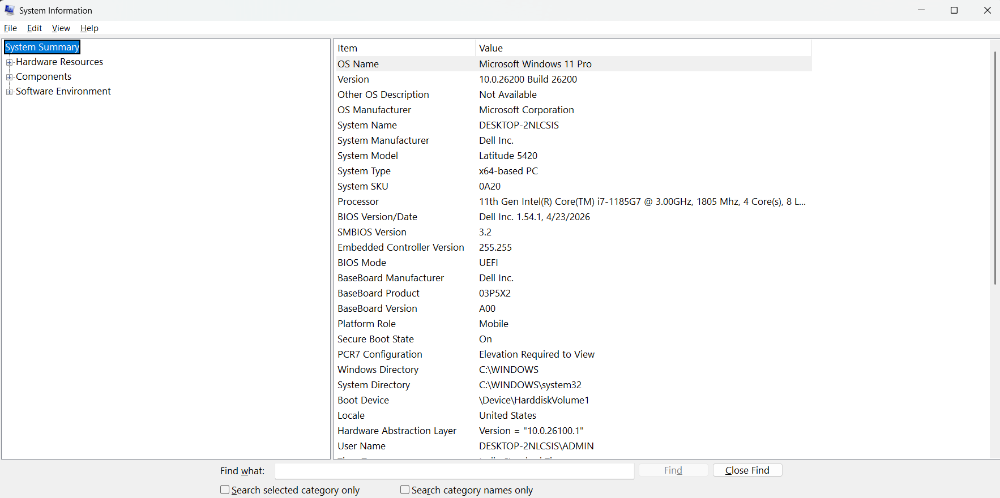 System Information
File Edit View Help
System Summary
Hardware Resources
Components
Software Environment
Item Value
OS Name Microsoft Windows 11 Pro
Version 10.0.26200 Build 26200
Other OS Description Not Available
OS Manufacturer Microsoft Corporation
System Name DESKTOP-2NLCSIS
System Manufacturer Dell Inc.
System Model Latitude 5420
System Type x64-based PC
System SKU 0A20
Processor 11th Gen Intel(R) Core(TM) i7-1185G7 @ 3.00GHz, 1805 Mhz, 4 Core(s), 8 L...
BIOS Version/Date Dell Inc. 1.54.1, 4/23/2026
SMBIOS Version 3.2
Embedded Controller Version 255.255
BIOS Mode UEFI
BaseBoard Manufacturer Dell Inc.
BaseBoard Product 03P5X2
BaseBoard Version A00
Platform Role Mobile
Secure Boot State On
PCR7 Configuration Elevation Required to View
Windows Directory C:\WINDOWS
System Directory C:\WINDOWS\system32
Boot Device \Device\HarddiskVolume1
Locale United States
Hardware Abstraction Layer Version = "10.0.26100.1"
User Name DESKTOP-2NLCSIS\ADMIN
Find what: Find Close Find
Search selected category only Search category names only